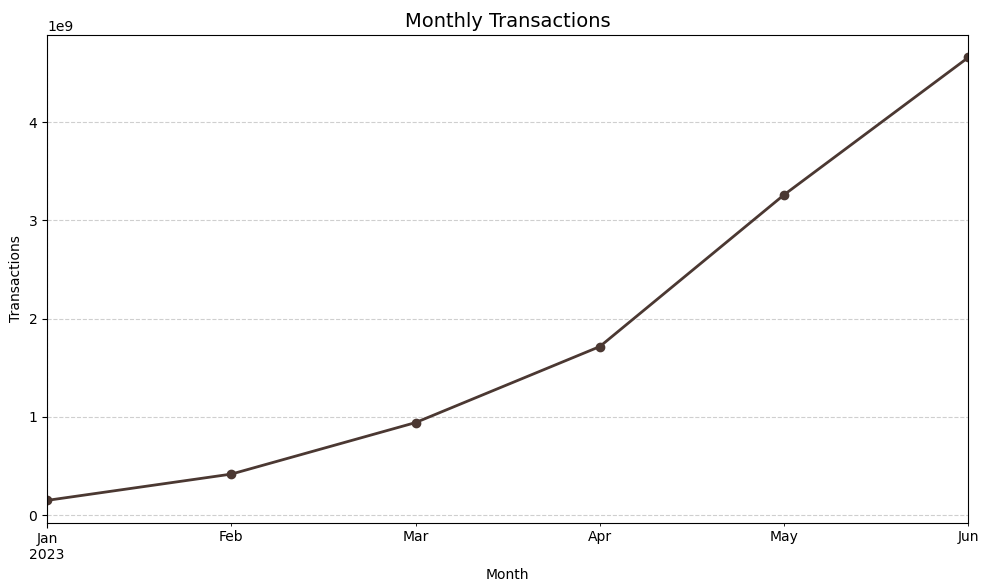 Monthly Transactions
1e9
4
3
2
1
0
Transactions
Jan Feb Mar Apr May Jun
2023
Month